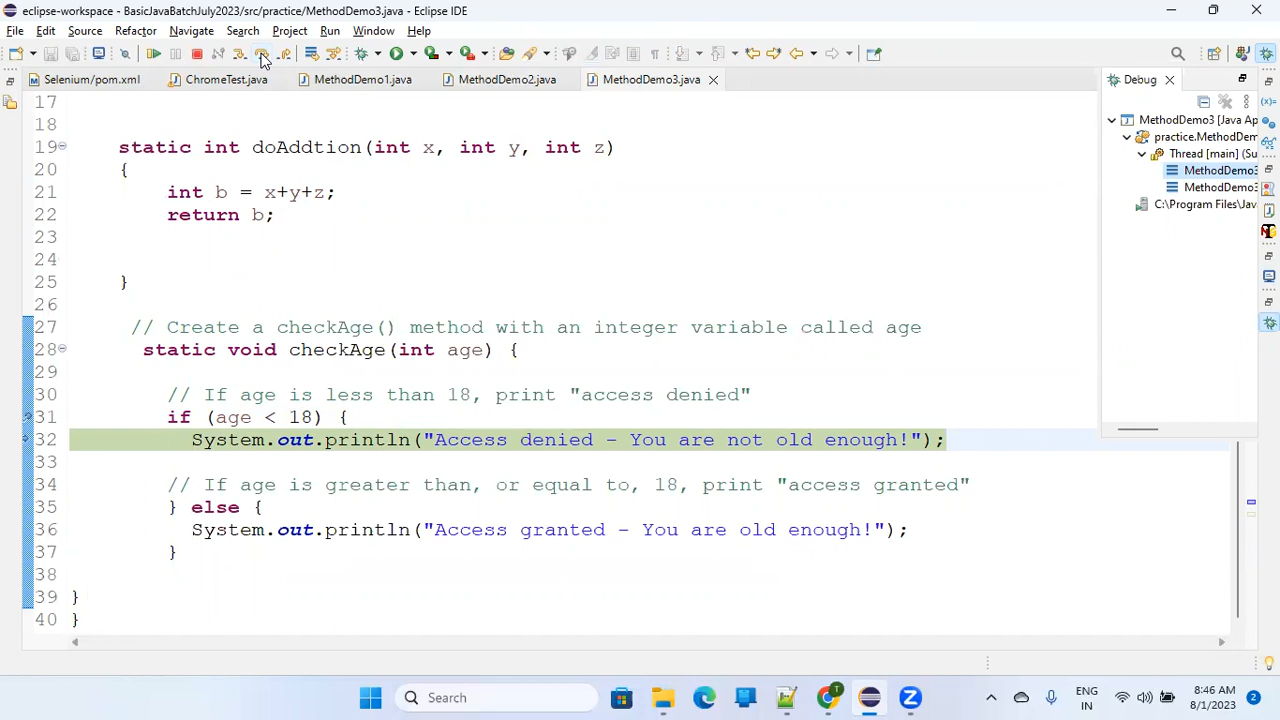 eclipse-workspace - BasicJavaBatchJuly2023/src/practice/MethodDemo3.java - Eclipse IDE
File Edit Source Refactor Navigate Search Project Run Window Help
Selenium/pom.xml ChromeTest.java MethodDemo1.java MethodDemo2.java MethodDemo3.java
Debug
17
18
19 static int doAddtion(int x, int y, int z)
20 {
21 int b = x+y+z;
22 return b;
23
24
25 }
26
27 // Create a checkAge() method with an integer variable called age
28 static void checkAge(int age) {
29
30 // If age is less than 18, print "access denied"
31 if (age < 18) {
32 System.out.println("Access denied - You are not old enough!");
33
34 // If age is greater than, or equal to, 18, print "access granted"
35 } else {
36 System.out.println("Access granted - You are old enough!");
37 }
38
39 }
40 }
MethodDemo3 [Java Ap
practice.MethodDem
Thread [main] (Su
MethodDemo3
MethodDemo3
C:\Program Files\Java
Search
ENG
IN
8:46 AM
8/1/2023
2